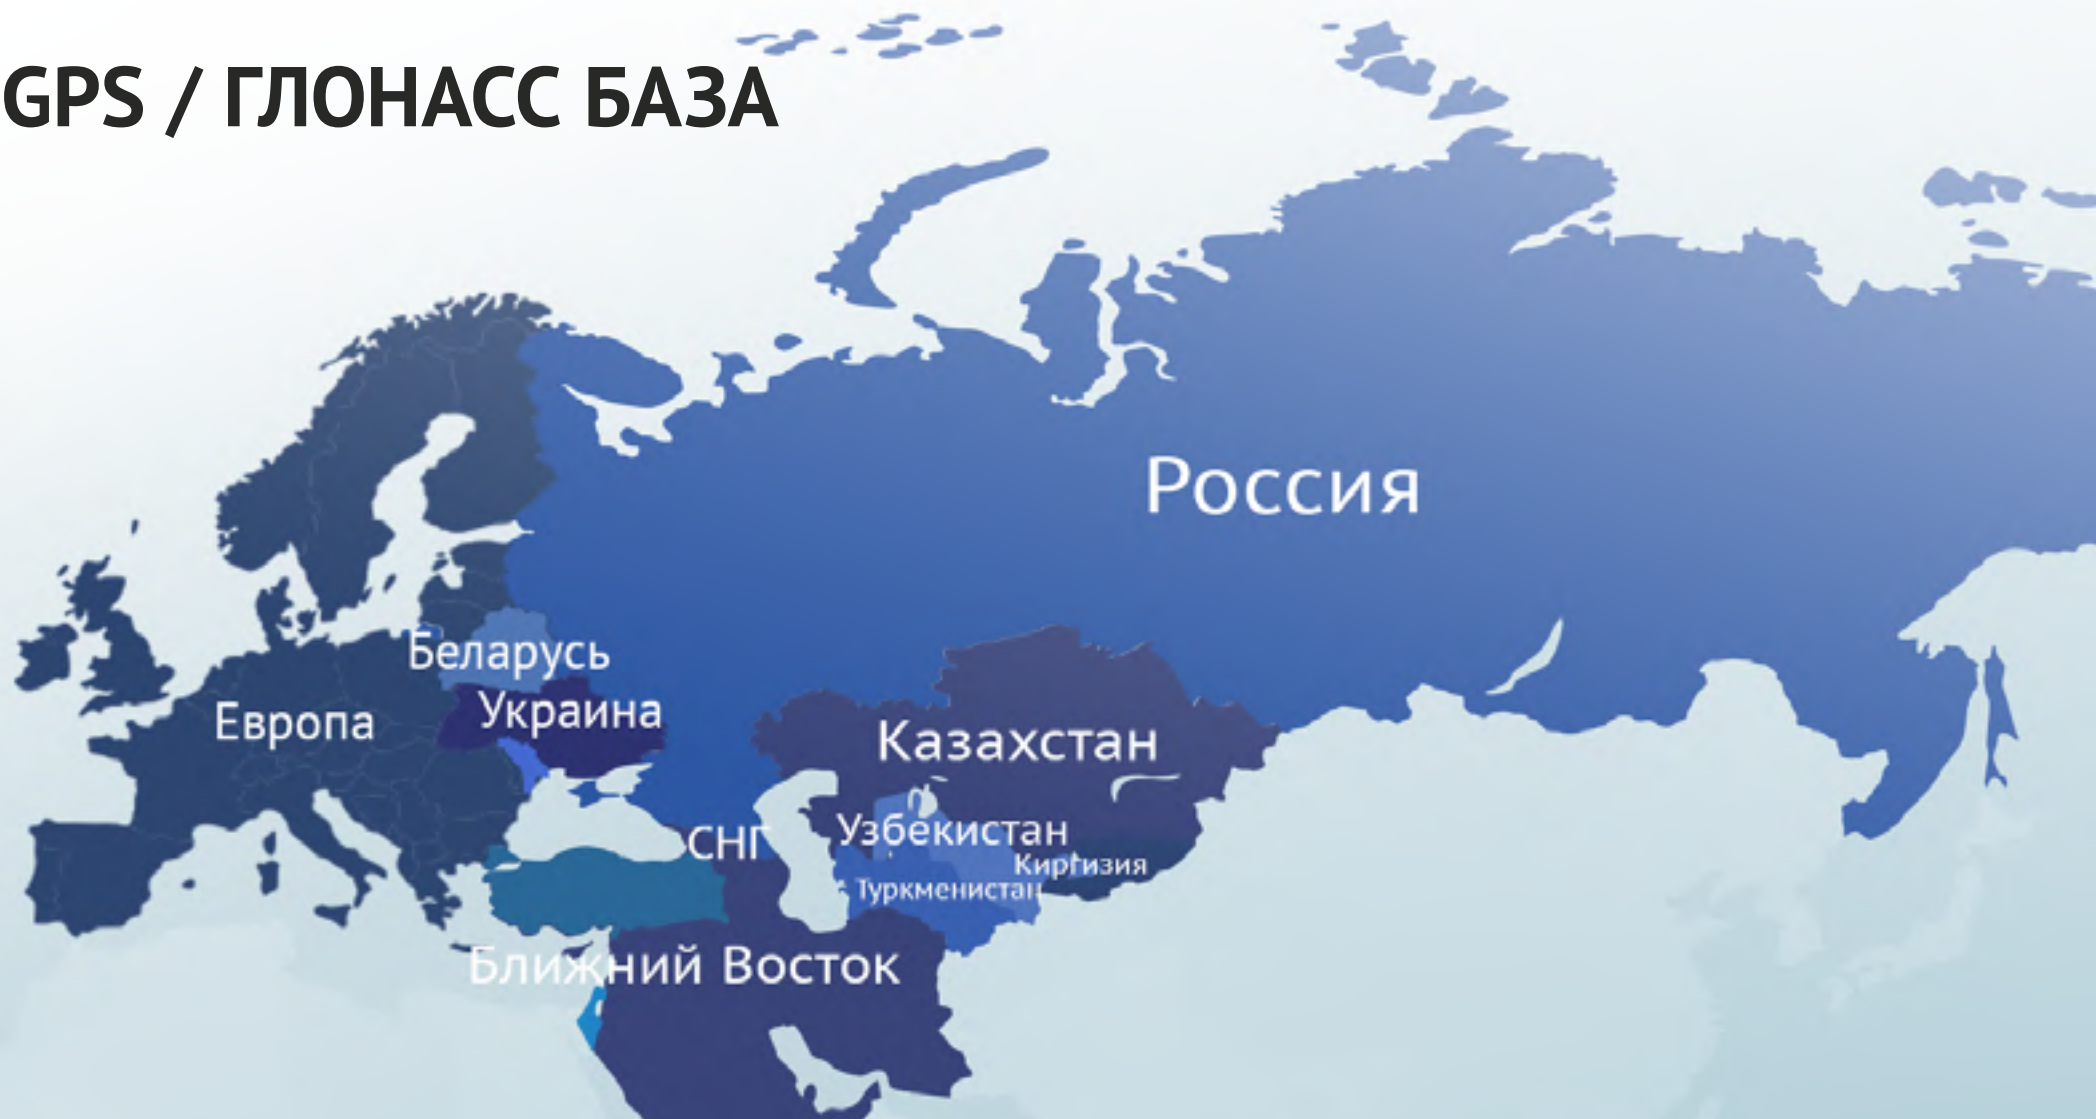 GPS / ГЛОНАСС БАЗА
Россия
Беларусь
Украина
Европа
Казахстан
СНГ
Узбекистан
Киргизия
Туркменистан
Ближний Восток